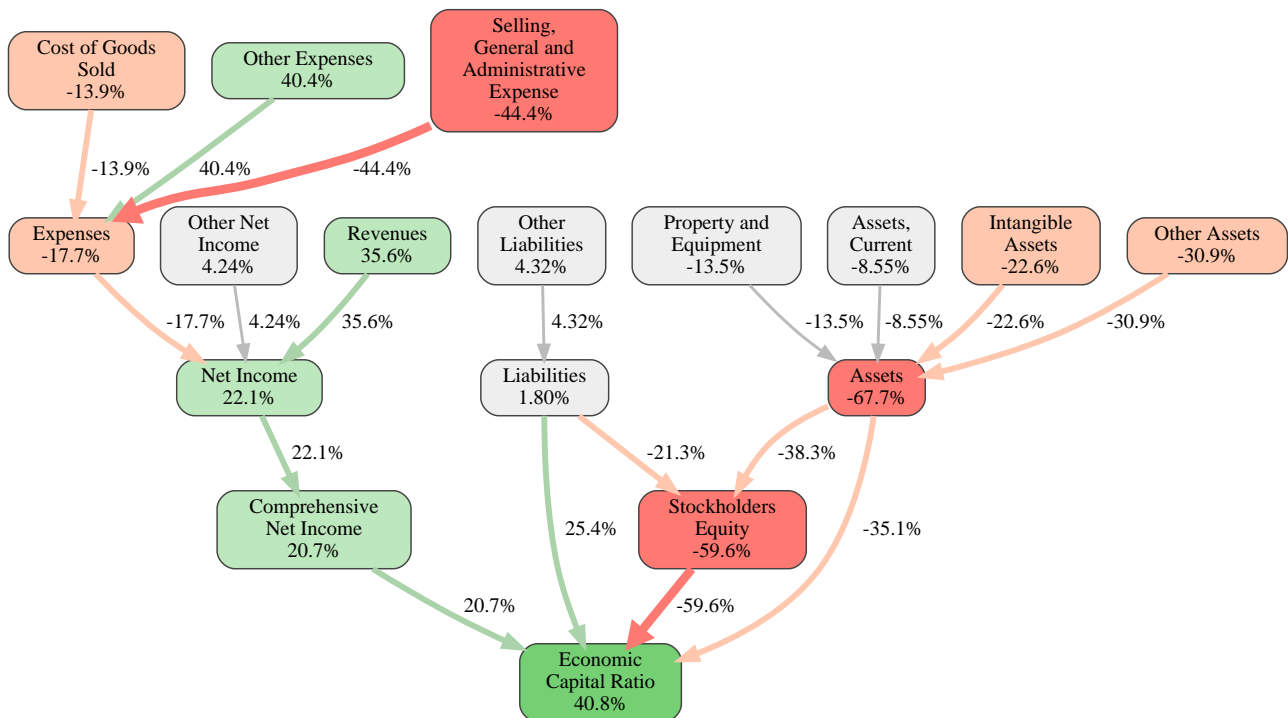 Cost of Goods
Sold
-13.9%
Other Expenses
40.4%
Selling,
General and
Administrative
Expense
-44.4%
-13.9%
40.4%
-44.4%
Expenses
-17.7%
Other Net
Income
4.24%
Revenues
35.6%
Other
Liabilities
4.32%
Property and
Equipment
-13.5%
Assets,
Current
-8.55%
Intangible
Assets
-22.6%
Other Assets
-30.9%
-17.7%
4.24%
35.6%
4.32%
-13.5%
-8.55%
-22.6%
-30.9%
Net Income
22.1%
Liabilities
1.80%
Assets
-67.7%
22.1%
-21.3%
-38.3%
Comprehensive
Net Income
20.7%
25.4%
Stockholders
Equity
-59.6%
-35.1%
20.7%
-59.6%
Economic
Capital Ratio
40.8%